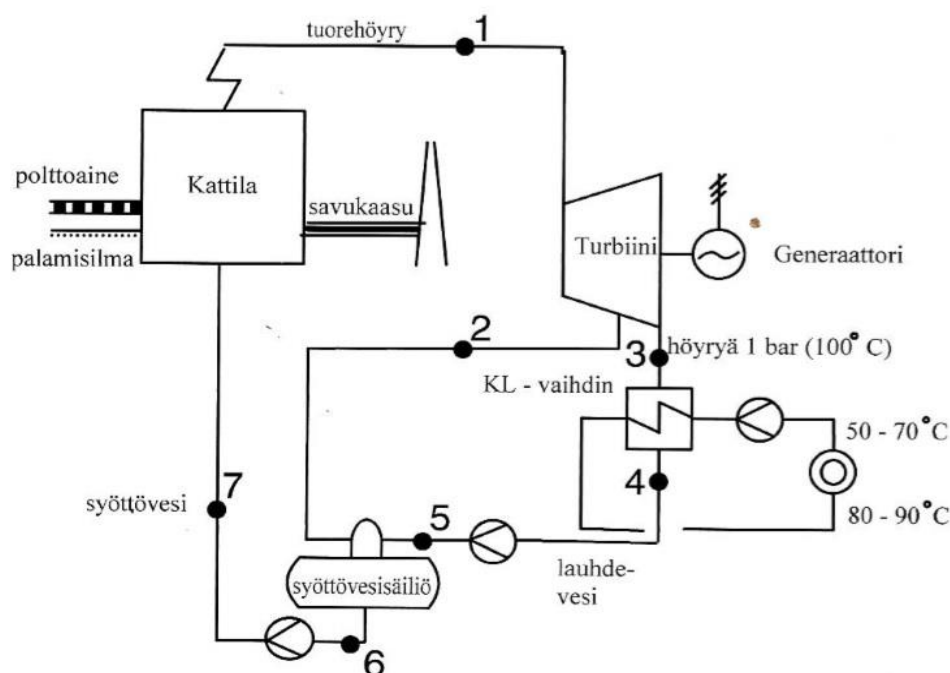 tuorehöyry
1
polttoaine
Kattila
savukaasu
palamisilma
Turbiini
Generaattori
2
3
höyryä 1 bar (100°C)
KL - vaihdin
50 - 70°C
4
7
syöttövesi
80 - 90°C
5
syöttövesisäiliö
lauhde-
vesi
6